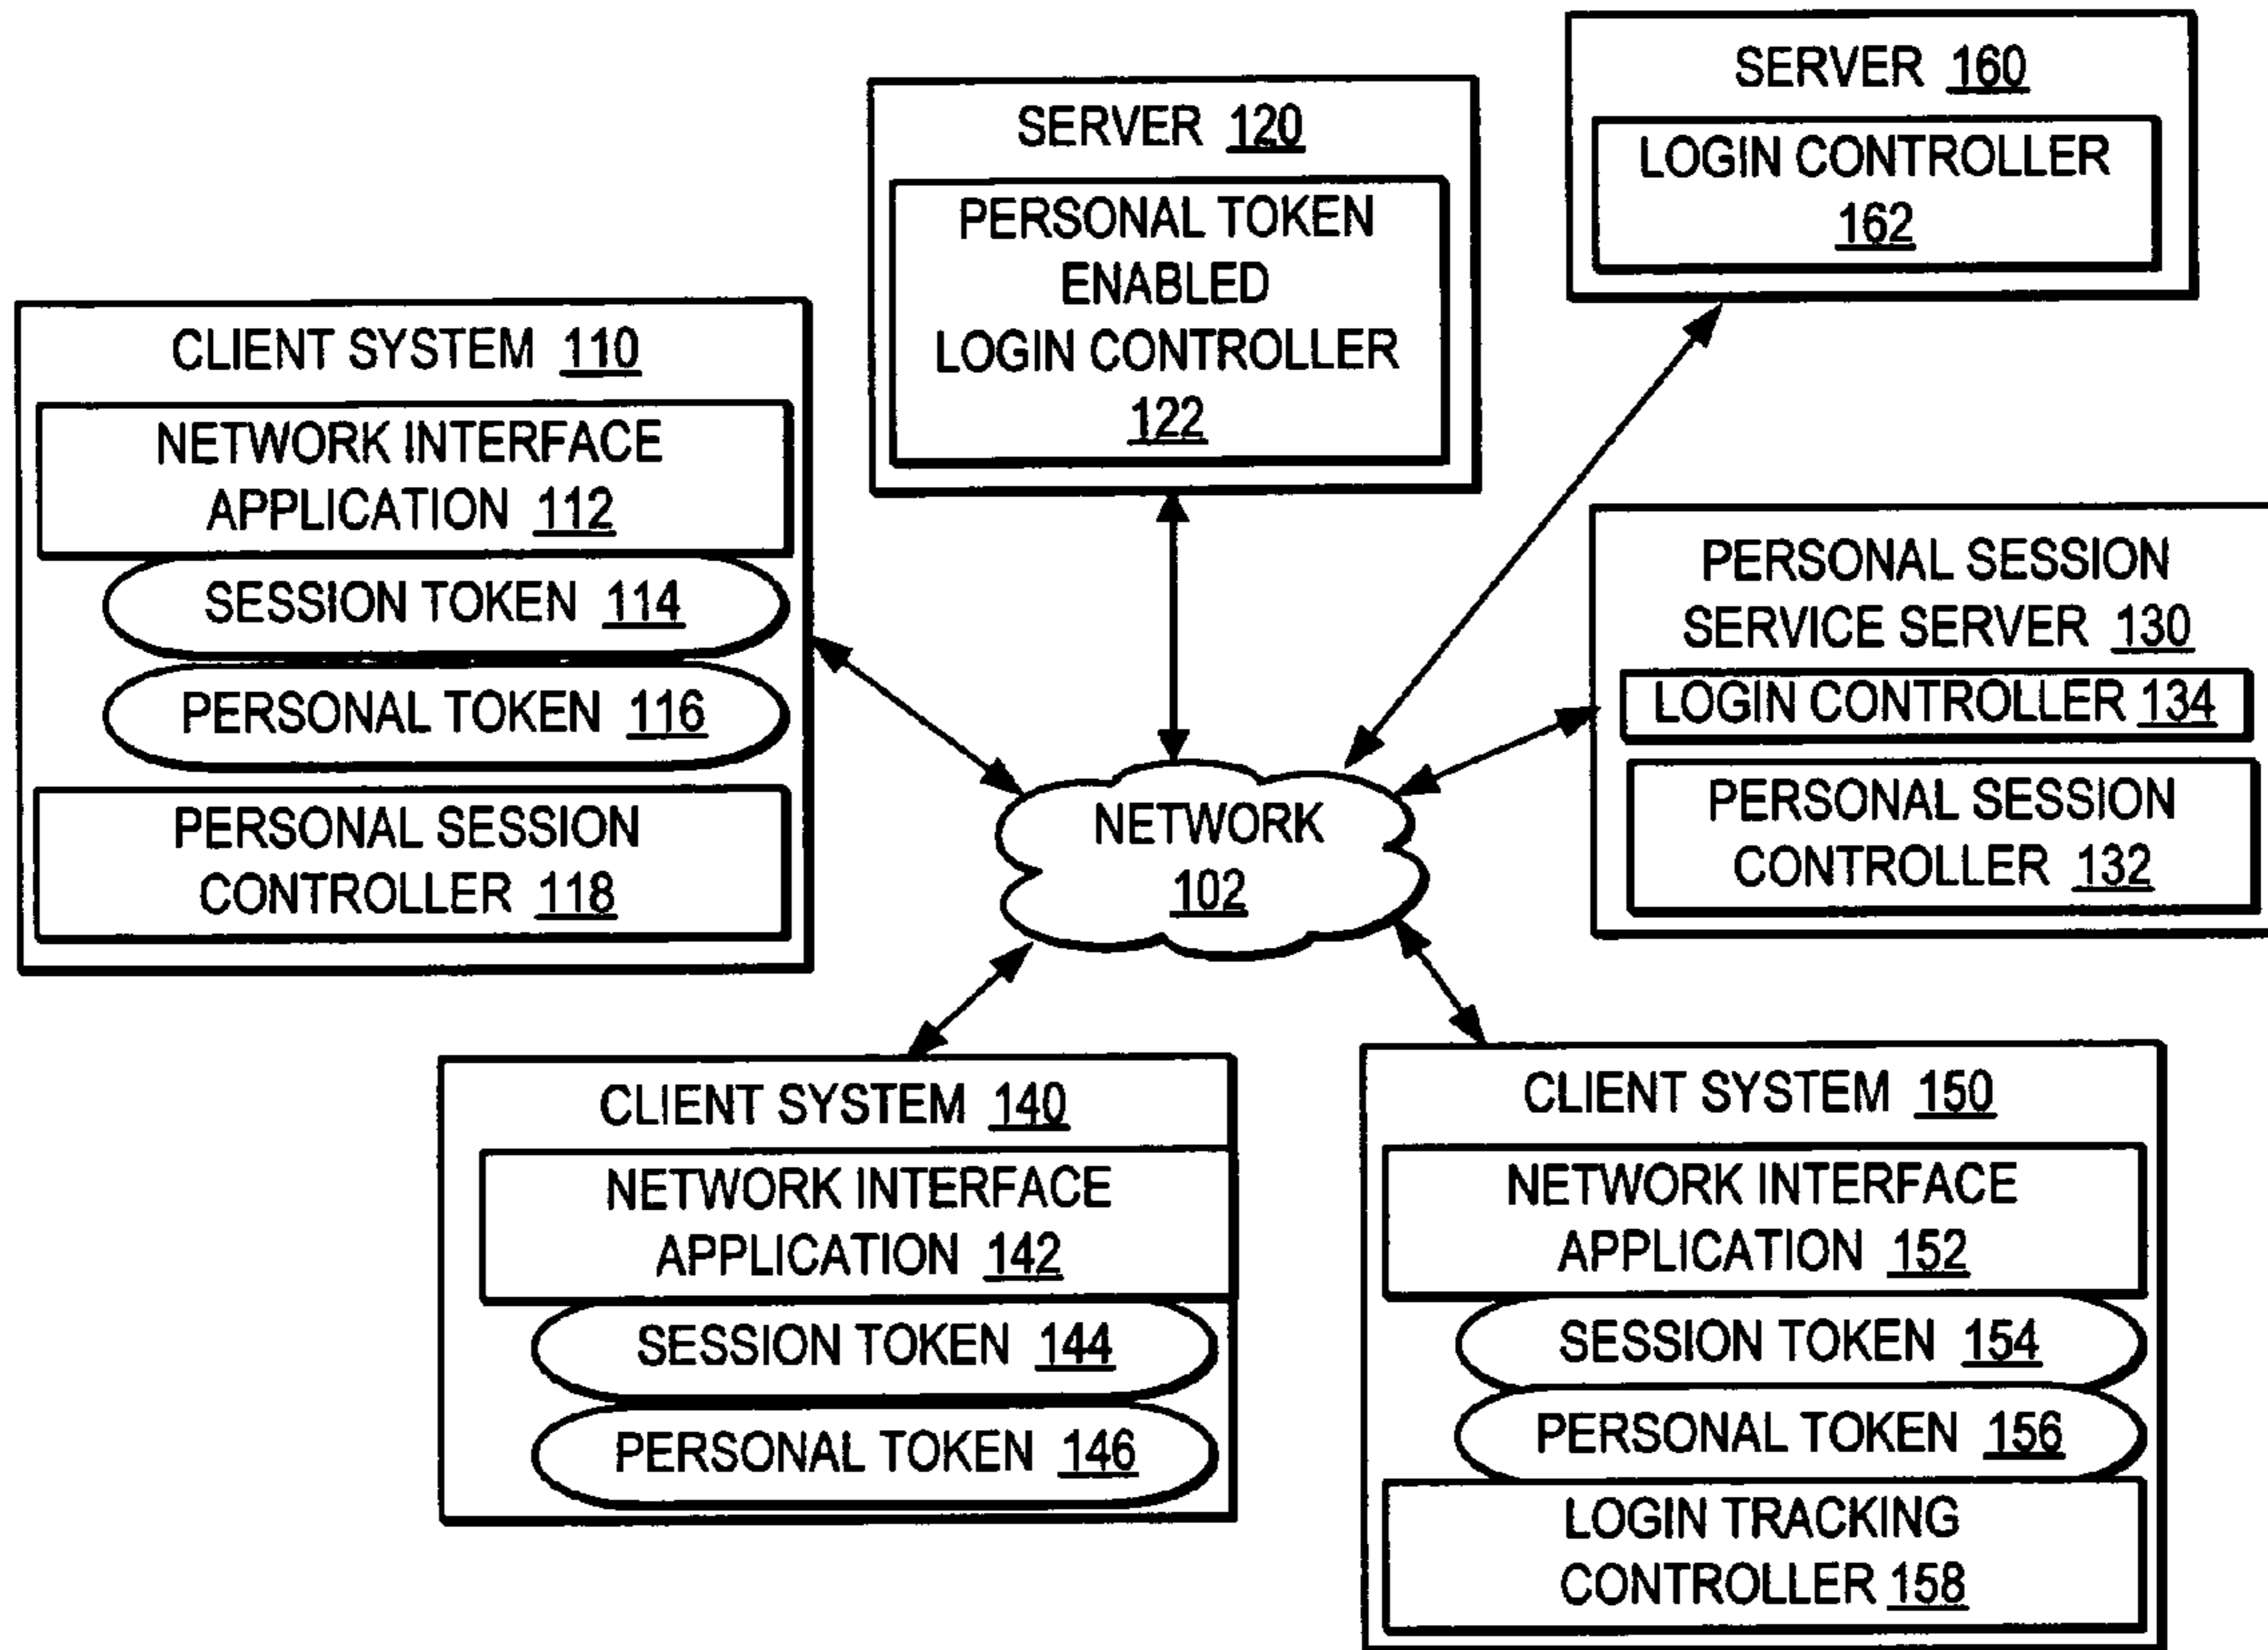 SERVER 160
LOGIN CONTROLLER
162
SERVER 120
PERSONAL TOKEN
ENABLED
LOGIN CONTROLLER
122
CLIENT SYSTEM 110
NETWORK INTERFACE
APPLICATION 112
SESSION TOKEN 114
PERSONAL TOKEN 116
PERSONAL SESSION
CONTROLLER 118
PERSONAL SESSION
SERVICE SERVER 130
LOGIN CONTROLLER 134
PERSONAL SESSION
CONTROLLER 132
NETWORK
102
CLIENT SYSTEM 140
NETWORK INTERFACE
APPLICATION 142
SESSION TOKEN 144
PERSONAL TOKEN 146
CLIENT SYSTEM 150
NETWORK INTERFACE
APPLICATION 152
SESSION TOKEN 154
PERSONAL TOKEN 156
LOGIN TRACKING
CONTROLLER 158